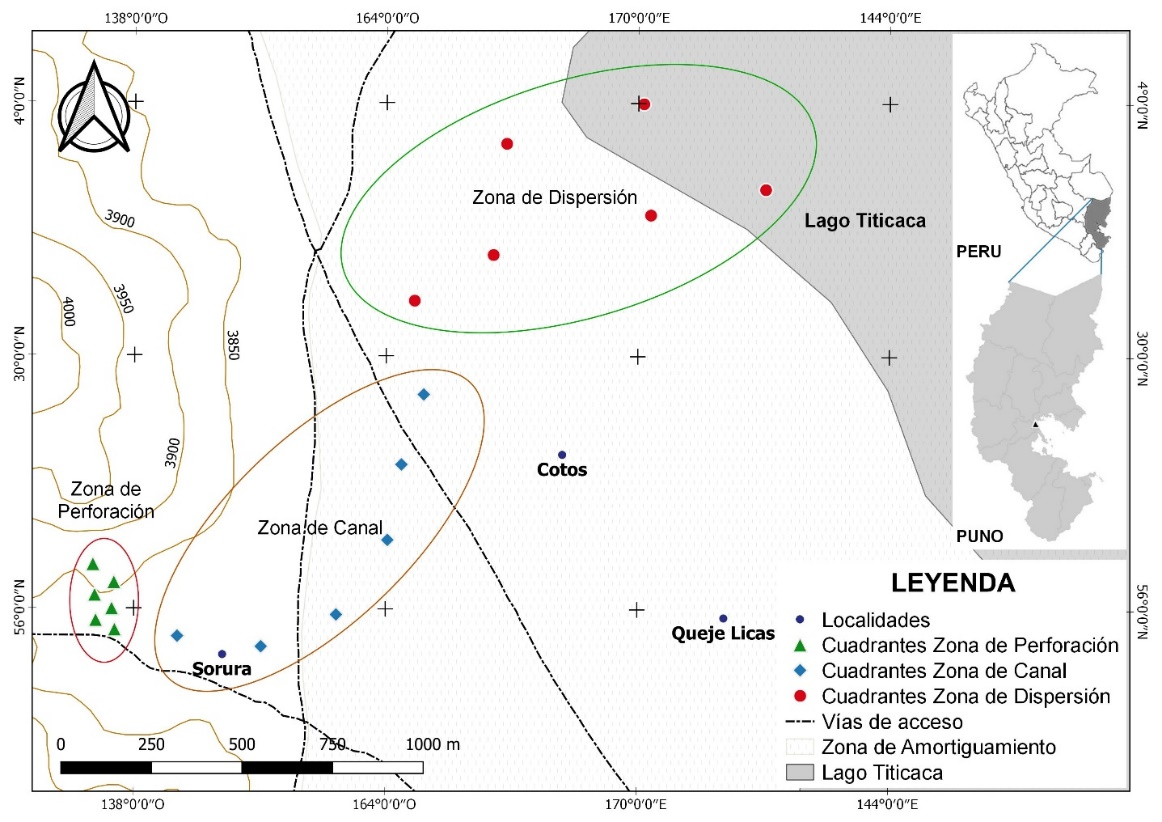 138°0'0"O 164°0'0"O 170°0'0"E 144°0'0"E
4°0'0"N
4°0'0"N
3900
Zona de Dispersión
Lago Titicaca
PERU
3950
4000
3850
30°0'0"N
30°0'0"N
3900
Cotos
Zona de
Perforación
Zona de Canal
PUNO
56°0'0"N
56°0'0"N
Queje Licas
Sorura
LEYENDA
Localidades
Cuadrantes Zona de Perforación
Cuadrantes Zona de Canal
Cuadrantes Zona de Dispersión
Vías de acceso
Zona de Amortiguamiento
Lago Titicaca
0 250 500 750 1000 m
138°0'0"O 164°0'0"O 170°0'0"E 144°0'0"E